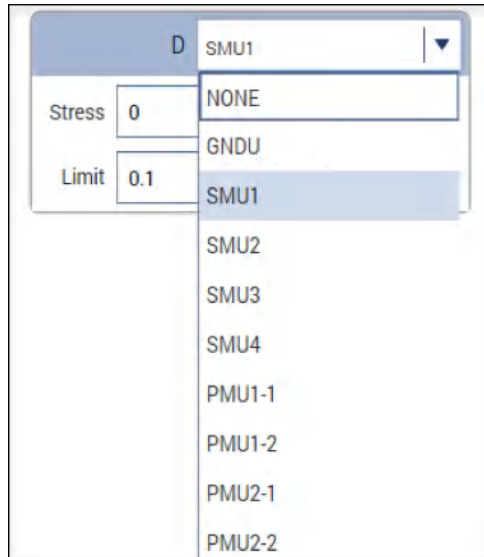 D SMU1
Stress 0
Limit 0.1
NONE
GNDU
SMU1
SMU2
SMU3
SMU4
PMU1-1
PMU1-2
PMU2-1
PMU2-2